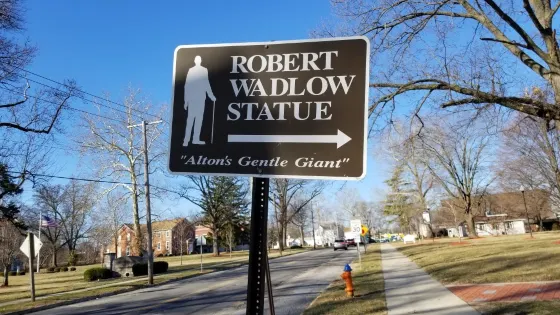 ROBERT
WADLOW
STATUE
"Alton's Gentle Giant"